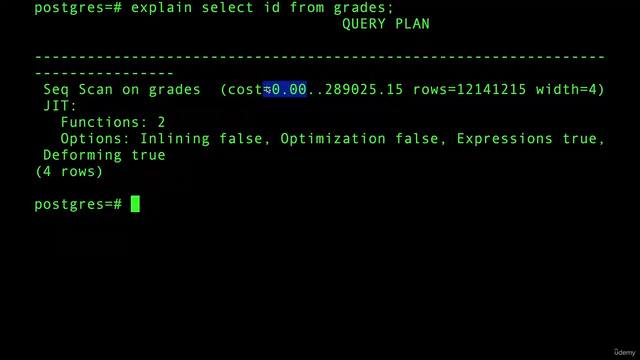 postgres=# explain select id from grades;
QUERY PLAN
-----------------------------------------------------------------
----------------
Seq Scan on grades  (cost=0.00..289025.15 rows=12141215 width=4)
JIT:
Functions: 2
Options: Inlining false, Optimization false, Expressions true,
Deforming true
(4 rows)
postgres=#
udemy